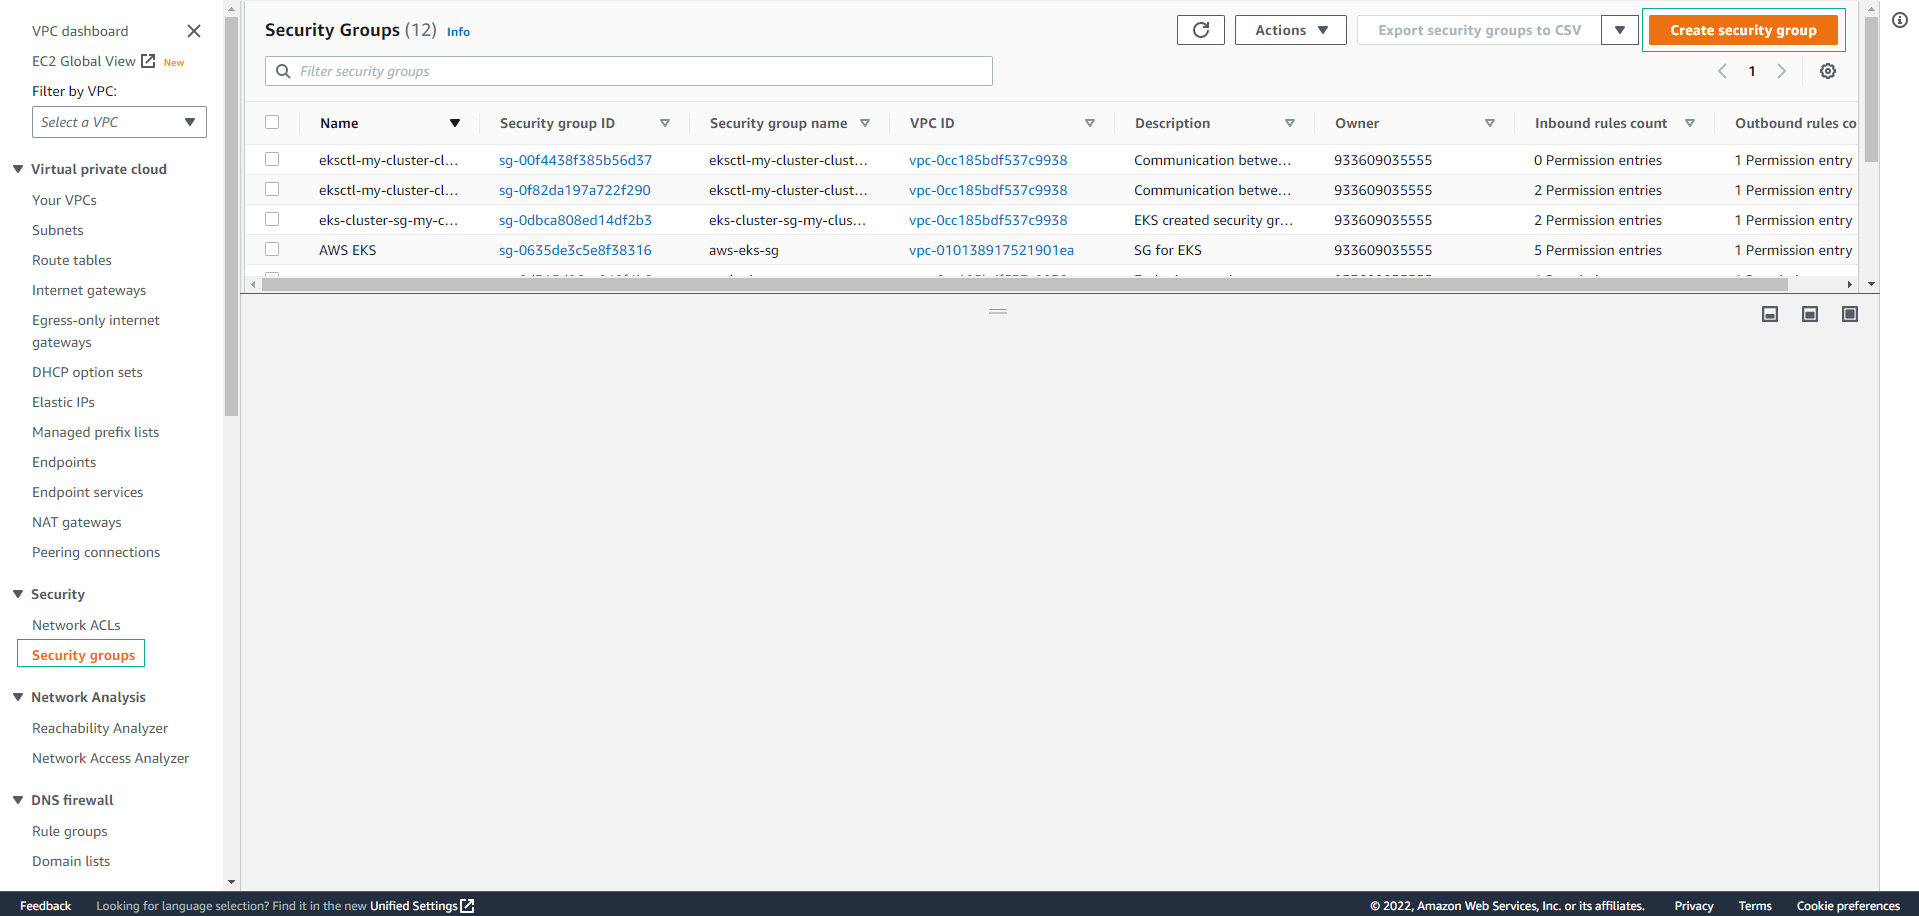 VPC dashboard
EC2 Global View New
Filter by VPC:
Select a VPC
Virtual private cloud
Your VPCs
Subnets
Route tables
Internet gateways
Egress-only internet
gateways
DHCP option sets
Elastic IPs
Managed prefix lists
Endpoints
Endpoint services
NAT gateways
Peering connections
Security
Network ACLs
Security groups
Network Analysis
Reachability Analyzer
Network Access Analyzer
DNS firewall
Rule groups
Domain lists
Security Groups (12) Info
Actions
Export security groups to CSV
Create security group
Filter security groups
1
Name Security group ID Security group name VPC ID Description Owner Inbound rules count Outbound rules co
eksctl-my-cluster-cl... sg-00f4438f385b56d37 eksctl-my-cluster-clust... vpc-0cc185bdf537c9938 Communication betwe... 933609035555 0 Permission entries 1 Permission entry
eksctl-my-cluster-cl... sg-0f82da197a722f290 eksctl-my-cluster-clust... vpc-0cc185bdf537c9938 Communication betwe... 933609035555 2 Permission entries 1 Permission entry
eks-cluster-sg-my-c... sg-0dbca808ed14df2b3 eks-cluster-sg-my-clus... vpc-0cc185bdf537c9938 EKS created security gr... 933609035555 2 Permission entries 1 Permission entry
AWS EKS sg-0635de3c5e8f38316 aws-eks-sg vpc-010138917521901ea SG for EKS 933609035555 5 Permission entries 1 Permission entry
Feedback Looking for language selection? Find it in the new Unified Settings © 2022, Amazon Web Services, Inc. or its affiliates. Privacy Terms Cookie preferences